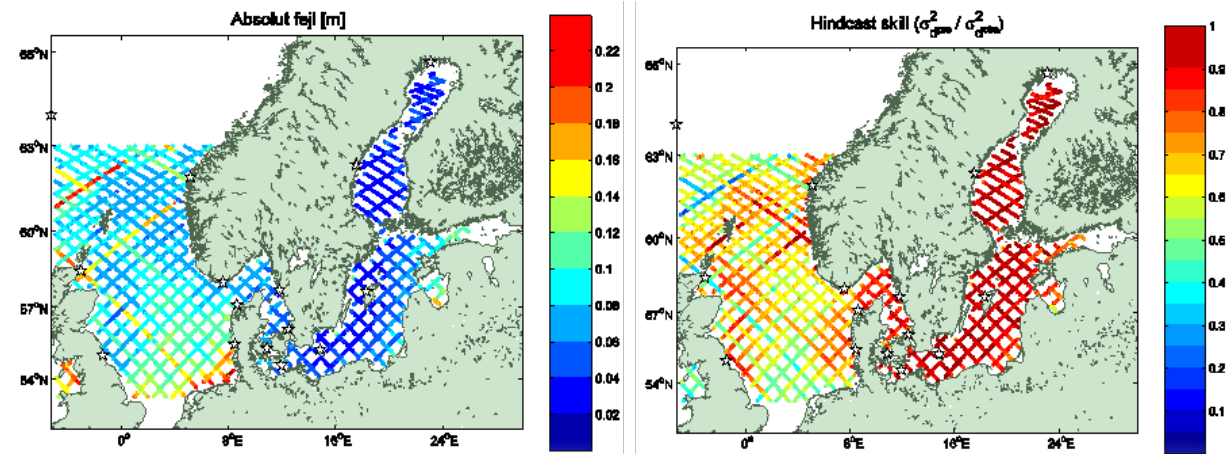 Absolut fejl [m]
66°N
63°N
60°N
57°N
54°N
0°
8°E
16°E
24°E
0.22
0.2
0.18
0.16
0.14
0.12
0.1
0.08
0.06
0.04
0.02
Hindcast skill (σ² / σ²)
66°N
63°N
60°N
57°N
54°N
0°
8°E
16°E
24°E
1
0.9
0.8
0.7
0.6
0.5
0.4
0.3
0.2
0.1